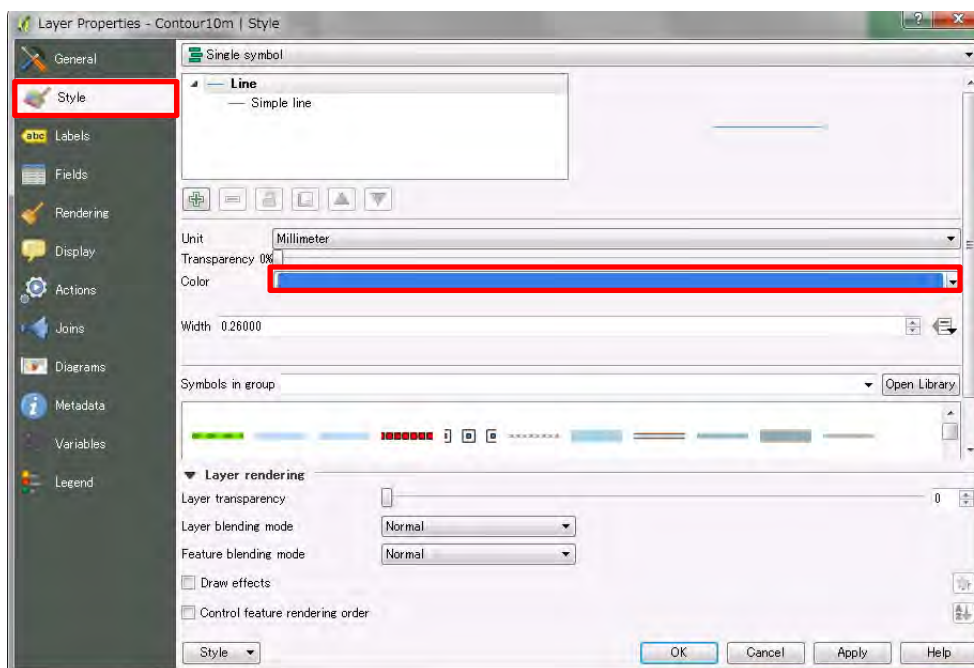 Layer Properties - Contour10m | Style
General
Style
abc Labels
Fields
Rendering
Display
Actions
Joins
Diagrams
Metadata
Variables
Legend
Single symbol
Line
Simple line
Unit Millimeter
Transparency 0%
Color
Width 0.26000
Symbols in group
Open Library
Layer rendering
Layer transparency 0
Layer blending mode Normal
Feature blending mode Normal
Draw effects
Control feature rendering order
Style OK Cancel Apply Help